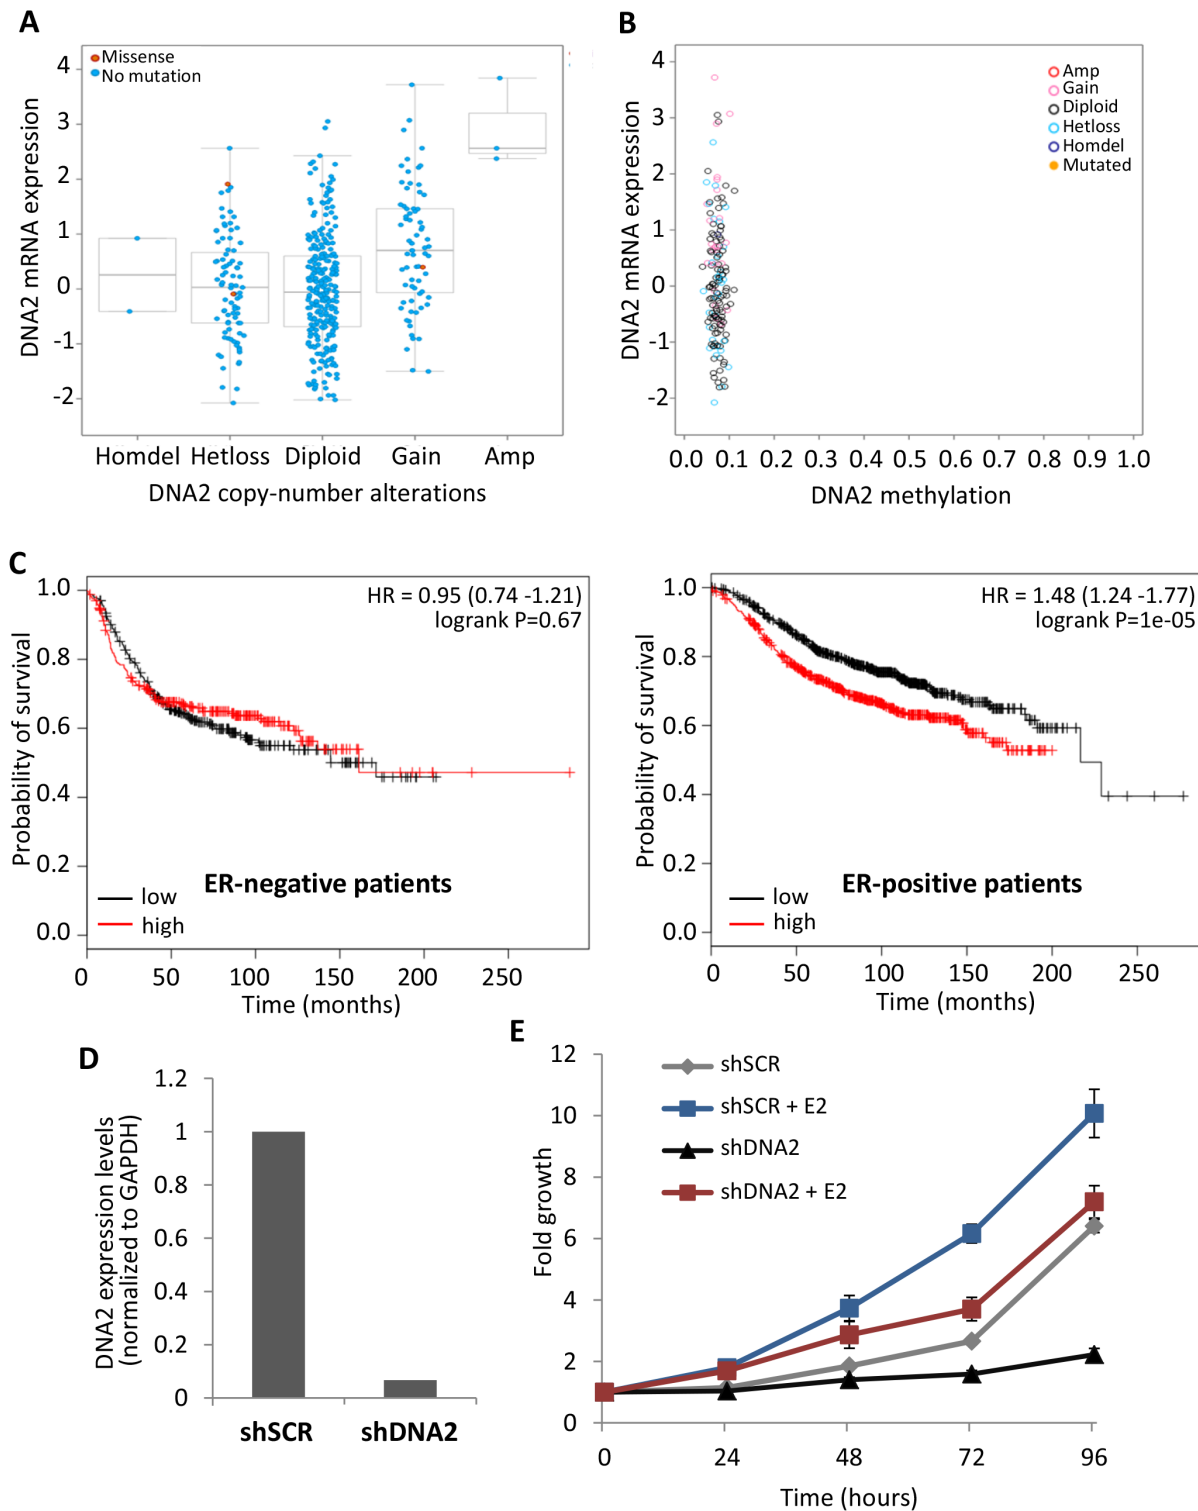 A
Missense
No mutation
4
3
2
1
0
-1
-2
DNA2 mRNA expression
Homdel Hetloss Diploid Gain Amp
DNA2 copy-number alterations
B
Amp
Gain
Diploid
Hetloss
Homdel
Mutated
4
3
2
1
0
-1
-2
DNA2 mRNA expression
0.0 0.1 0.2 0.3 0.4 0.5 0.6 0.7 0.8 0.9 1.0
DNA2 methylation
C
HR = 0.95 (0.74 -1.21)
logrank P=0.67
1.0
0.8
0.6
0.4
0.2
0.0
Probability of survival
ER-negative patients
low
high
0 50 100 150 200 250
Time (months)
HR = 1.48 (1.24 -1.77)
logrank P=1e-05
1.0
0.8
0.6
0.4
0.2
0.0
Probability of survival
ER-positive patients
low
high
0 50 100 150 200 250
Time (months)
D
1.2
1
0.8
0.6
0.4
0.2
0
DNA2 expression levels
(normalized to GAPDH)
shSCR shDNA2
E
12
10
8
6
4
2
0
Fold growth
shSCR
shSCR + E2
shDNA2
shDNA2 + E2
0 24 48 72 96
Time (hours)